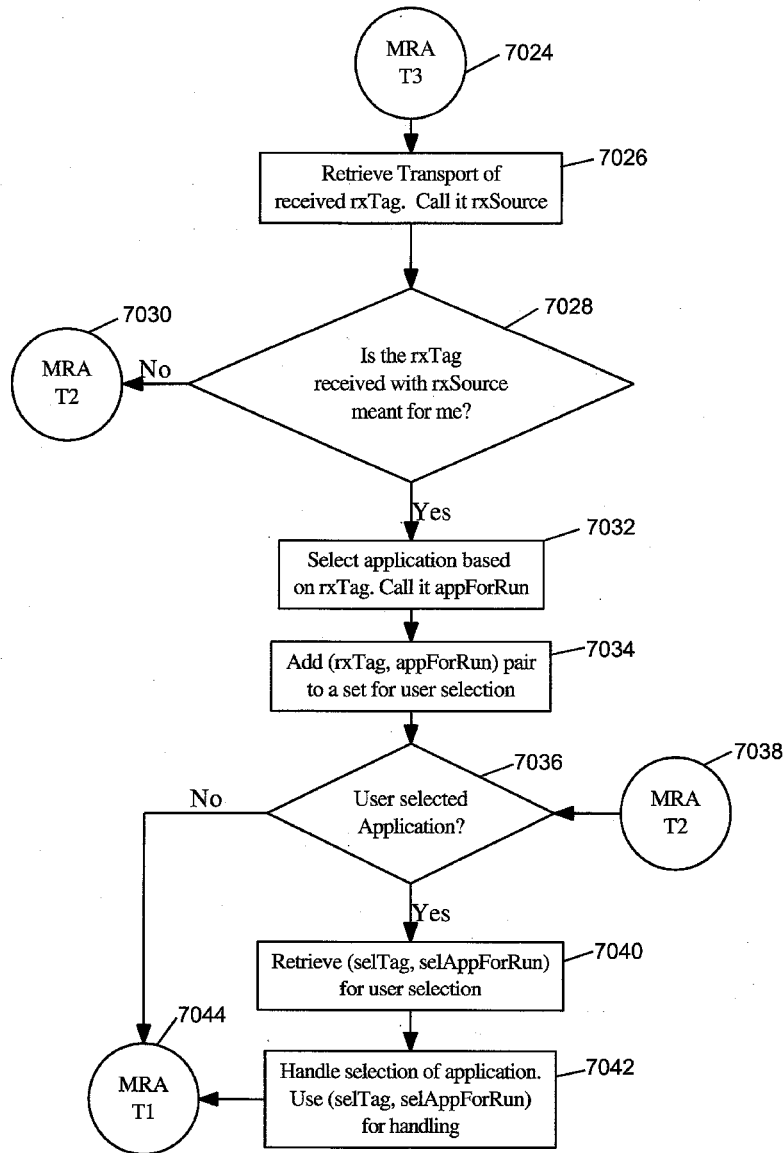 MRA
T3
7024
7026
Retrieve Transport of
received rxTag. Call it rxSource
7028
7030
Is the rxTag
received with rxSource
meant for me?
No
MRA
T2
Yes
7032
Select application based
on rxTag. Call it appForRun
7034
Add (rxTag, appForRun) pair
to a set for user selection
7036
7038
No
User selected
Application?
MRA
T2
Yes
7040
Retrieve (selTag, selAppForRun)
for user selection
7044
7042
MRA
T1
Handle selection of application.
Use (selTag, selAppForRun)
for handling